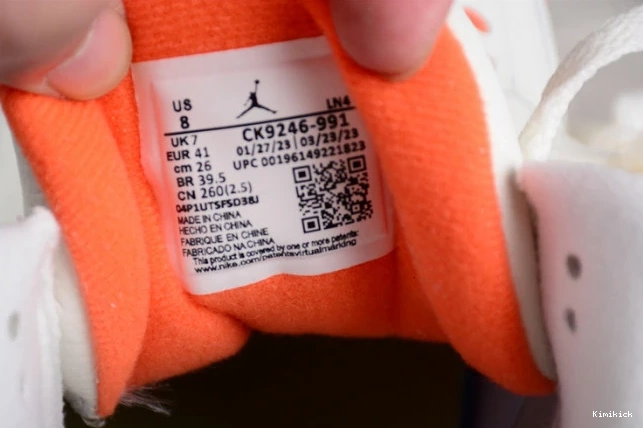 US
8
LN4
UK 7
CK9246-991
EUR 41
01/27/23 03/23/23
cm 26
UPC 00196149221823
BR 39.5
CN 260(2.5)
04P1UTSFSD38J
MADE IN CHINA
HECHO EN CHINA
FABRIQUE EN CHINE
FABRICADO NA CHINA
This product is covered by one or more patents:
www.nike.com/patentsvirtualmarking
Kimikick